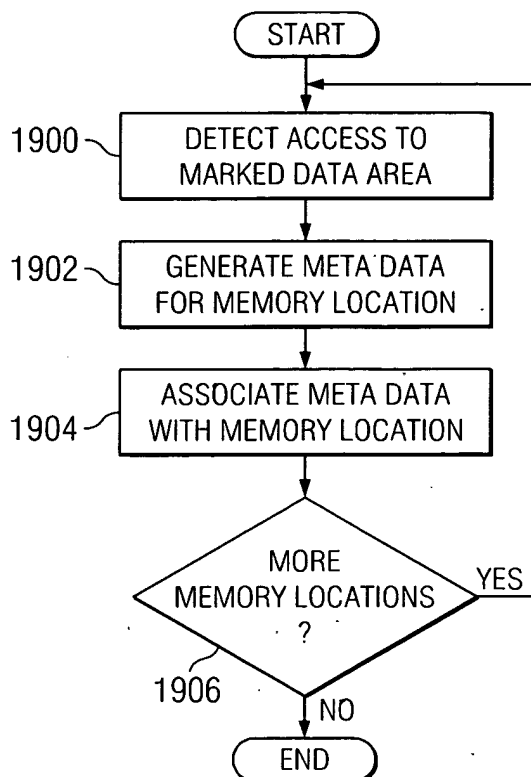 START
1900
DETECT ACCESS TO
MARKED DATA AREA
1902
GENERATE META DATA
FOR MEMORY LOCATION
1904
ASSOCIATE META DATA
WITH MEMORY LOCATION
MORE
MEMORY LOCATIONS
?
YES
1906
NO
END